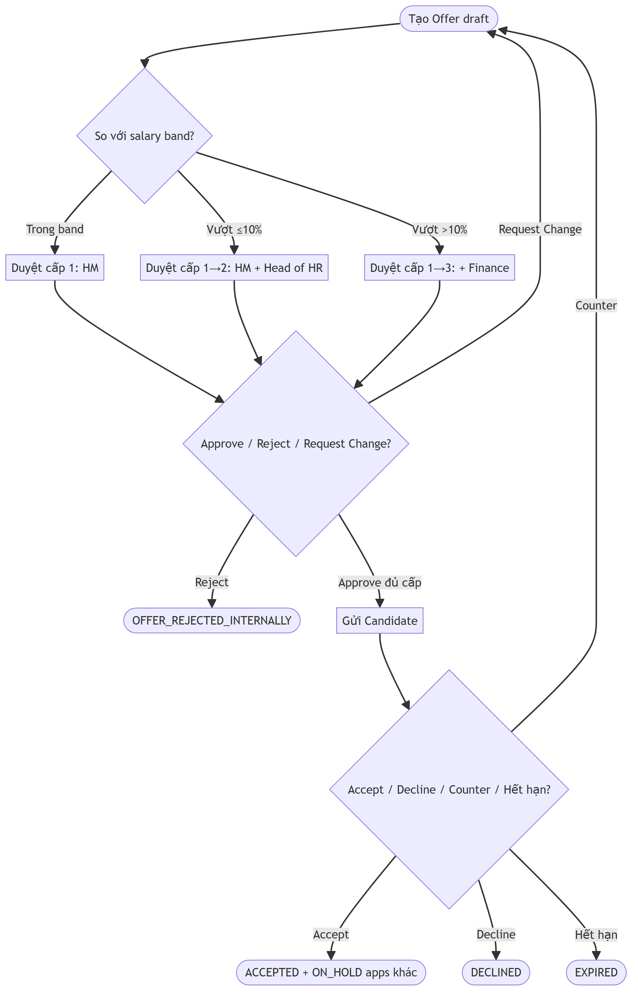 Tạo Offer draft
So với salary band?
Trong band
Vượt ≤10%
Vượt >10%
Request Change
Duyệt cấp 1: HM
Duyệt cấp 1→2: HM + Head of HR
Duyệt cấp 1→3: + Finance
Counter
Approve / Reject / Request Change?
Reject
Approve đủ cấp
OFFER_REJECTED_INTERNALLY
Gửi Candidate
Accept / Decline / Counter / Hết hạn?
Accept
Decline
Hết hạn
ACCEPTED + ON_HOLD apps khác
DECLINED
EXPIRED